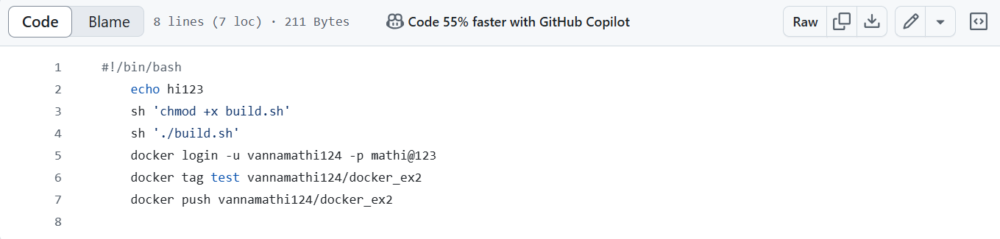 Code Blame 8 lines (7 loc) · 211 Bytes Code 55% faster with GitHub Copilot Raw
1 #!/bin/bash
2 echo hi123
3 sh 'chmod +x build.sh'
4 sh './build.sh'
5 docker login -u vannamathi124 -p mathi@123
6 docker tag test vannamathi124/docker_ex2
7 docker push vannamathi124/docker_ex2
8